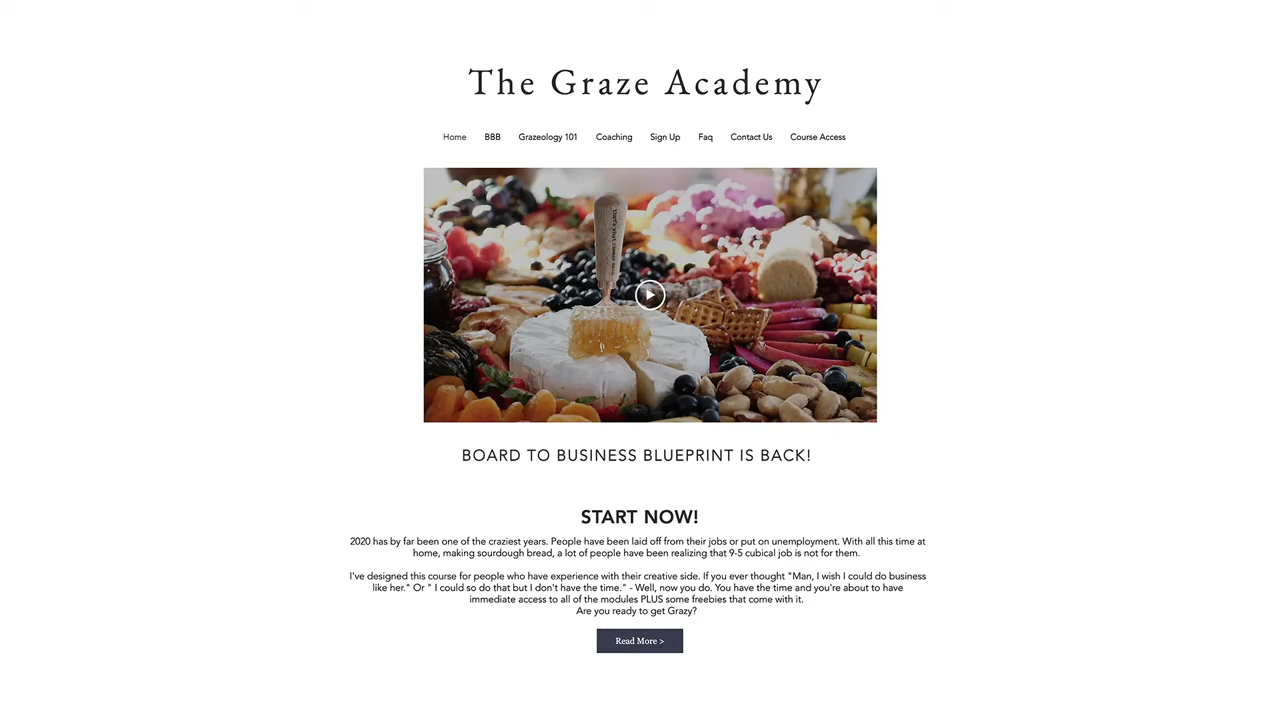 The Graze Academy
Home BBB Grazeology 101 Coaching Sign Up Faq Contact Us Course Access
BOARD TO BUSINESS BLUEPRINT IS BACK!
START NOW!
2020 has by far been one of the craziest years. People have been laid off from their jobs or put on unemployment. With all this time at
home, making sourdough bread, a lot of people have been realizing that 9-5 cubical job is not for them.
I've designed this course for people who have experience with their creative side. If you ever thought "Man, I wish I could do business
like her." Or " I could so do that but I don't have the time." - Well, now you do. You have the time and you're about to have
immediate access to all of the modules PLUS some freebies that come with it.
Are you ready to get Grazy?
Read More >